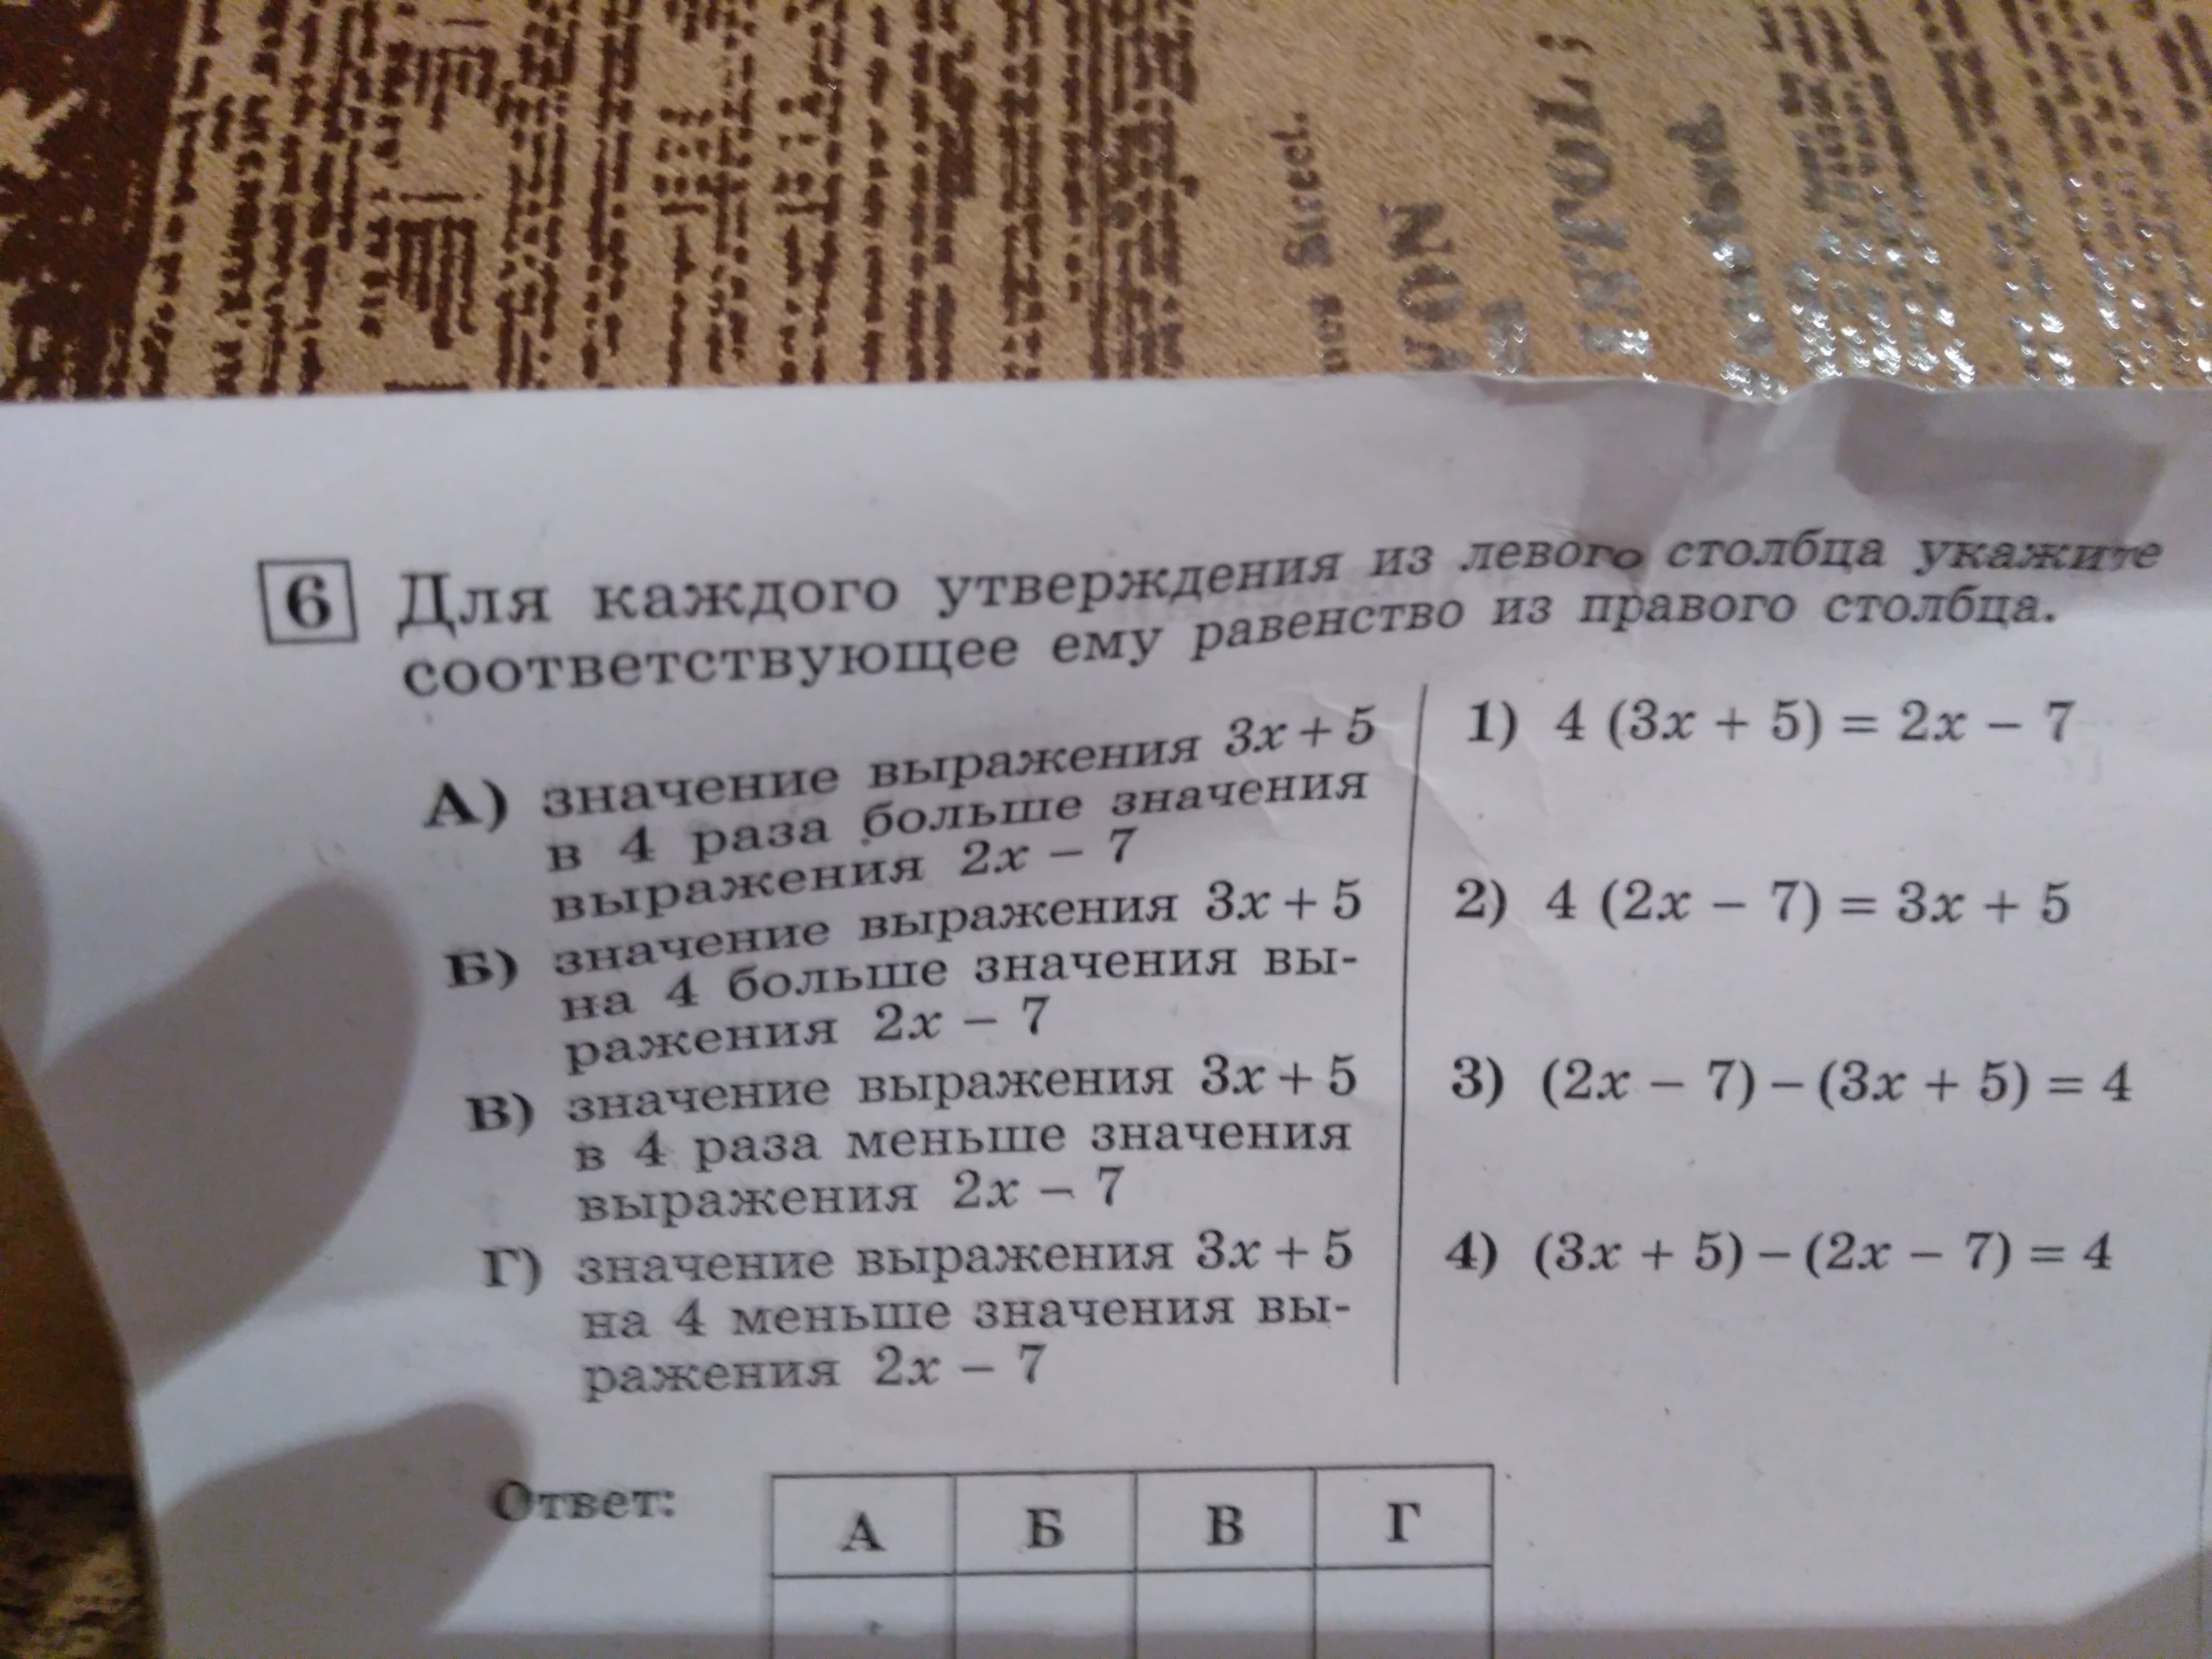 Street.
ON
6 Для каждого утверждения из левого столбца укажите
соответствующее ему равенство из правого столбца.
А) значение выражения 3x + 5
в 4 раза больше значения
выражения 2x – 7
Б) значение выражения 3x + 5
на 4 больше значения вы-
ражения 2x – 7
В) значение выражения 3x + 5
в 4 раза меньше значения
выражения 2x – 7
Г) значение выражения 3x + 5
на 4 меньше значения вы-
ражения 2x – 7
1) 4 (3x + 5) = 2x – 7
2) 4 (2x – 7) = 3x + 5
3) (2x – 7) – (3x + 5) = 4
4) (3x + 5) – (2x – 7) = 4
Ответ:
А Б В Г